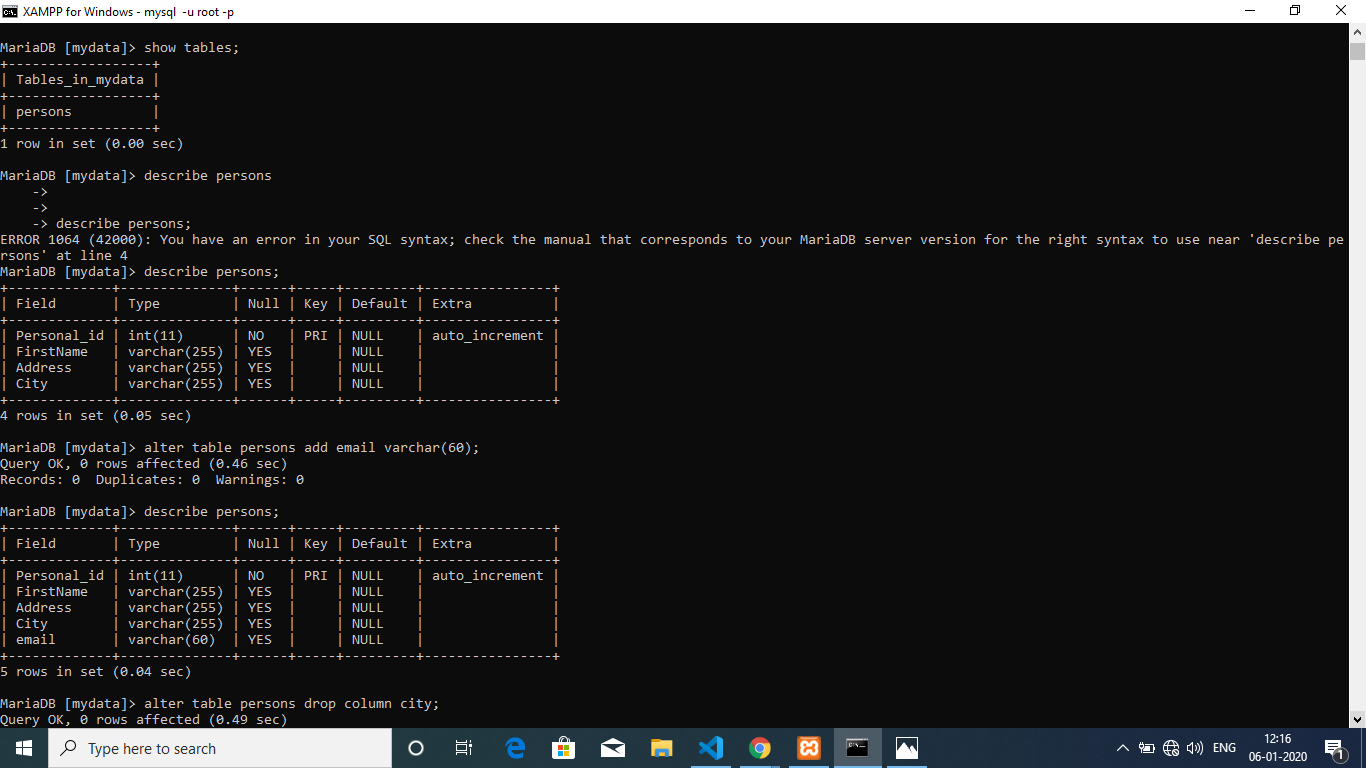 XAMPP for Windows - mysql  -u root -p
MariaDB [mydata]> show tables;
+------------------+
| Tables_in_mydata |
+------------------+
| persons          |
+------------------+
1 row in set (0.00 sec)
MariaDB [mydata]> describe persons
    ->
    ->
    -> describe persons;
ERROR 1064 (42000): You have an error in your SQL syntax; check the manual that corresponds to your MariaDB server version for the right syntax to use near 'describe pe
rsons' at line 4
MariaDB [mydata]> describe persons;
+-------------+--------------+------+-----+---------+----------------+
| Field       | Type         | Null | Key | Default | Extra          |
+-------------+--------------+------+-----+---------+----------------+
| Personal_id | int(11)      | NO   | PRI | NULL    | auto_increment |
| FirstName   | varchar(255) | YES  |     | NULL    |                |
| Address     | varchar(255) | YES  |     | NULL    |                |
| City        | varchar(255) | YES  |     | NULL    |                |
+-------------+--------------+------+-----+---------+----------------+
4 rows in set (0.05 sec)
MariaDB [mydata]> alter table persons add email varchar(60);
Query OK, 0 rows affected (0.46 sec)
Records: 0  Duplicates: 0  Warnings: 0
MariaDB [mydata]> describe persons;
+-------------+--------------+------+-----+---------+----------------+
| Field       | Type         | Null | Key | Default | Extra          |
+-------------+--------------+------+-----+---------+----------------+
| Personal_id | int(11)      | NO   | PRI | NULL    | auto_increment |
| FirstName   | varchar(255) | YES  |     | NULL    |                |
| Address     | varchar(255) | YES  |     | NULL    |                |
| City        | varchar(255) | YES  |     | NULL    |                |
| email       | varchar(60)  | YES  |     | NULL    |                |
+-------------+--------------+------+-----+---------+----------------+
5 rows in set (0.04 sec)
MariaDB [mydata]> alter table persons drop column city;
Query OK, 0 rows affected (0.49 sec)
Type here to search
ENG
12:16
06-01-2020
1